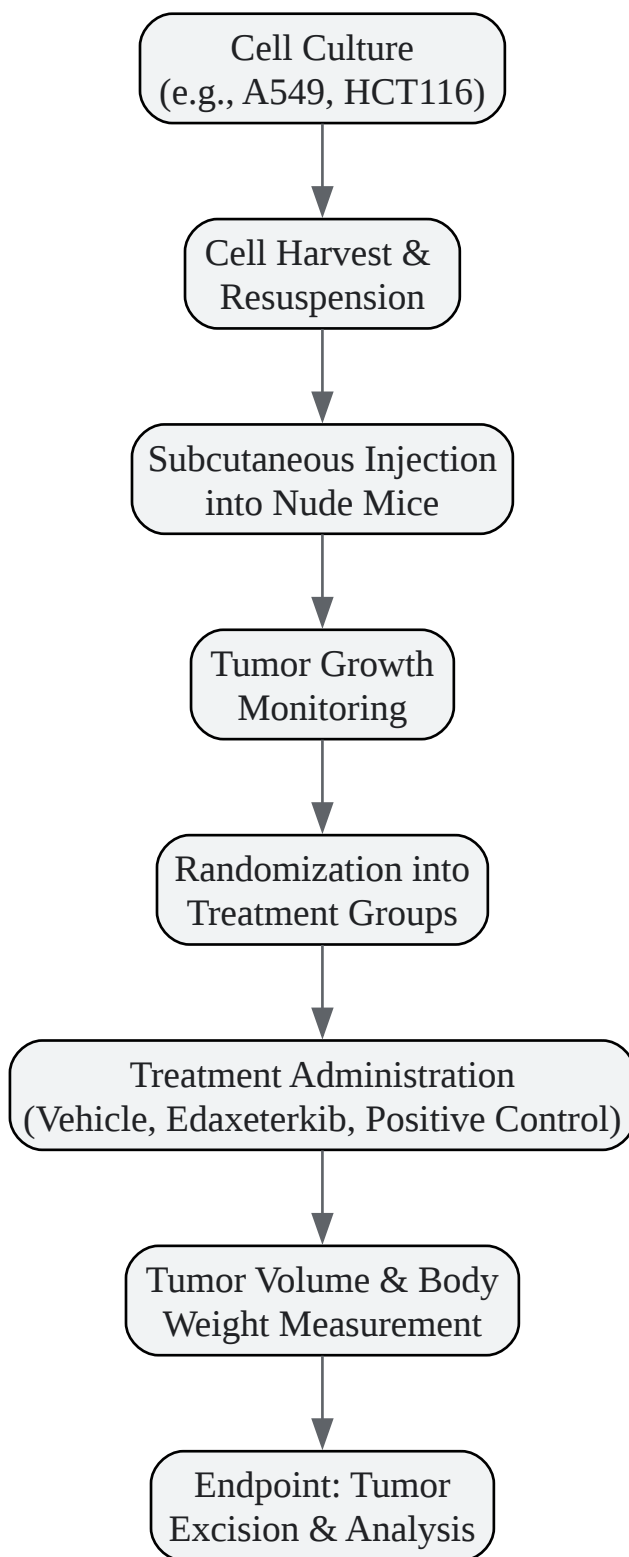 Cell Culture
(e.g., A549, HCT116)
Cell Harvest &
Resuspension
Subcutaneous Injection
into Nude Mice
Tumor Growth
Monitoring
Randomization into
Treatment Groups
Treatment Administration
(Vehicle, Edaxeterkib, Positive Control)
Tumor Volume & Body
Weight Measurement
Endpoint: Tumor
Excision & Analysis